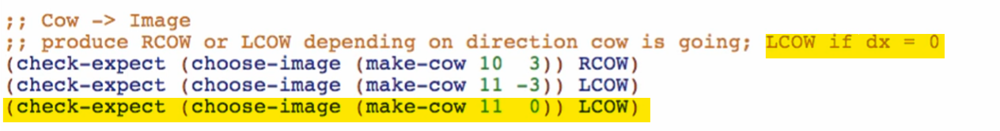 ;; Cow -> Image
;; produce RCOW or LCOW depending on direction cow is going; LCOW if dx = 0
(check-expect (choose-image (make-cow 10  3)) RCOW)
(check-expect (choose-image (make-cow 11 -3)) LCOW)
(check-expect (choose-image (make-cow 11  0)) LCOW)